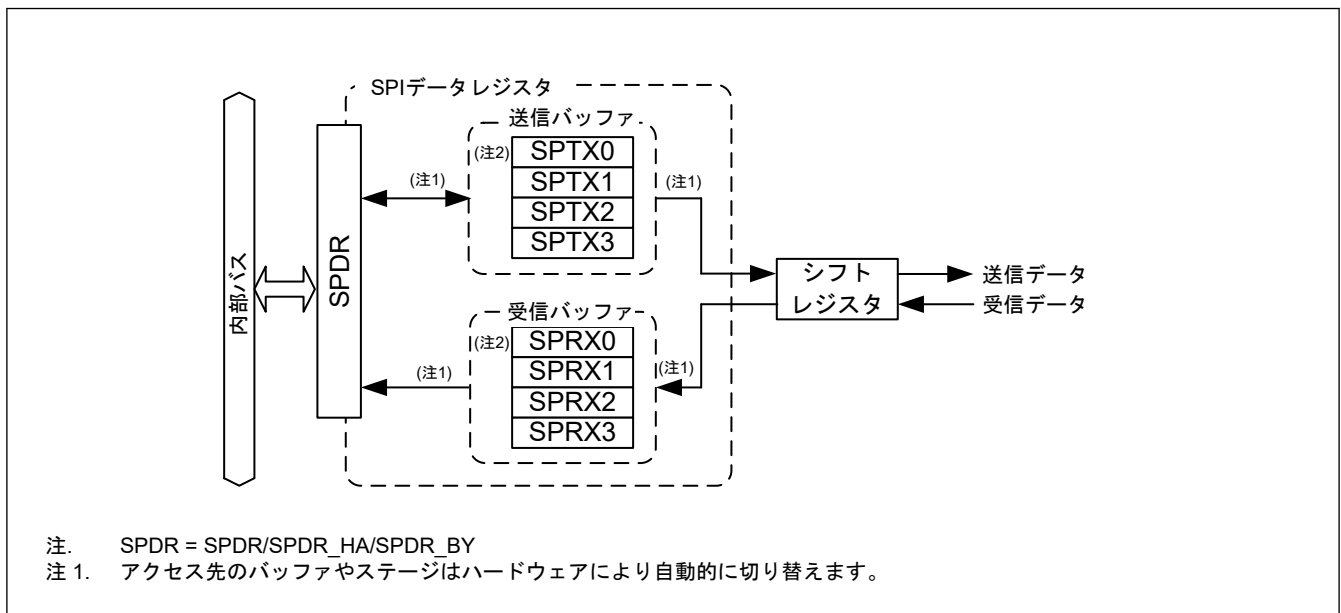 SPIデータレジスタ
送信バッファ
(注2) SPTX0
SPTX1
SPTX2
SPTX3
(注1)
(注1)
内部バス
SPDR
シフト
レジスタ
送信データ
受信データ
受信バッファ
(注2) SPRX0
SPRX1
SPRX2
SPRX3
(注1)
(注1)
注. SPDR = SPDR/SPDR_HA/SPDR_BY
注 1. アクセス先のバッファやステージはハードウェアにより自動的に切り替えます。